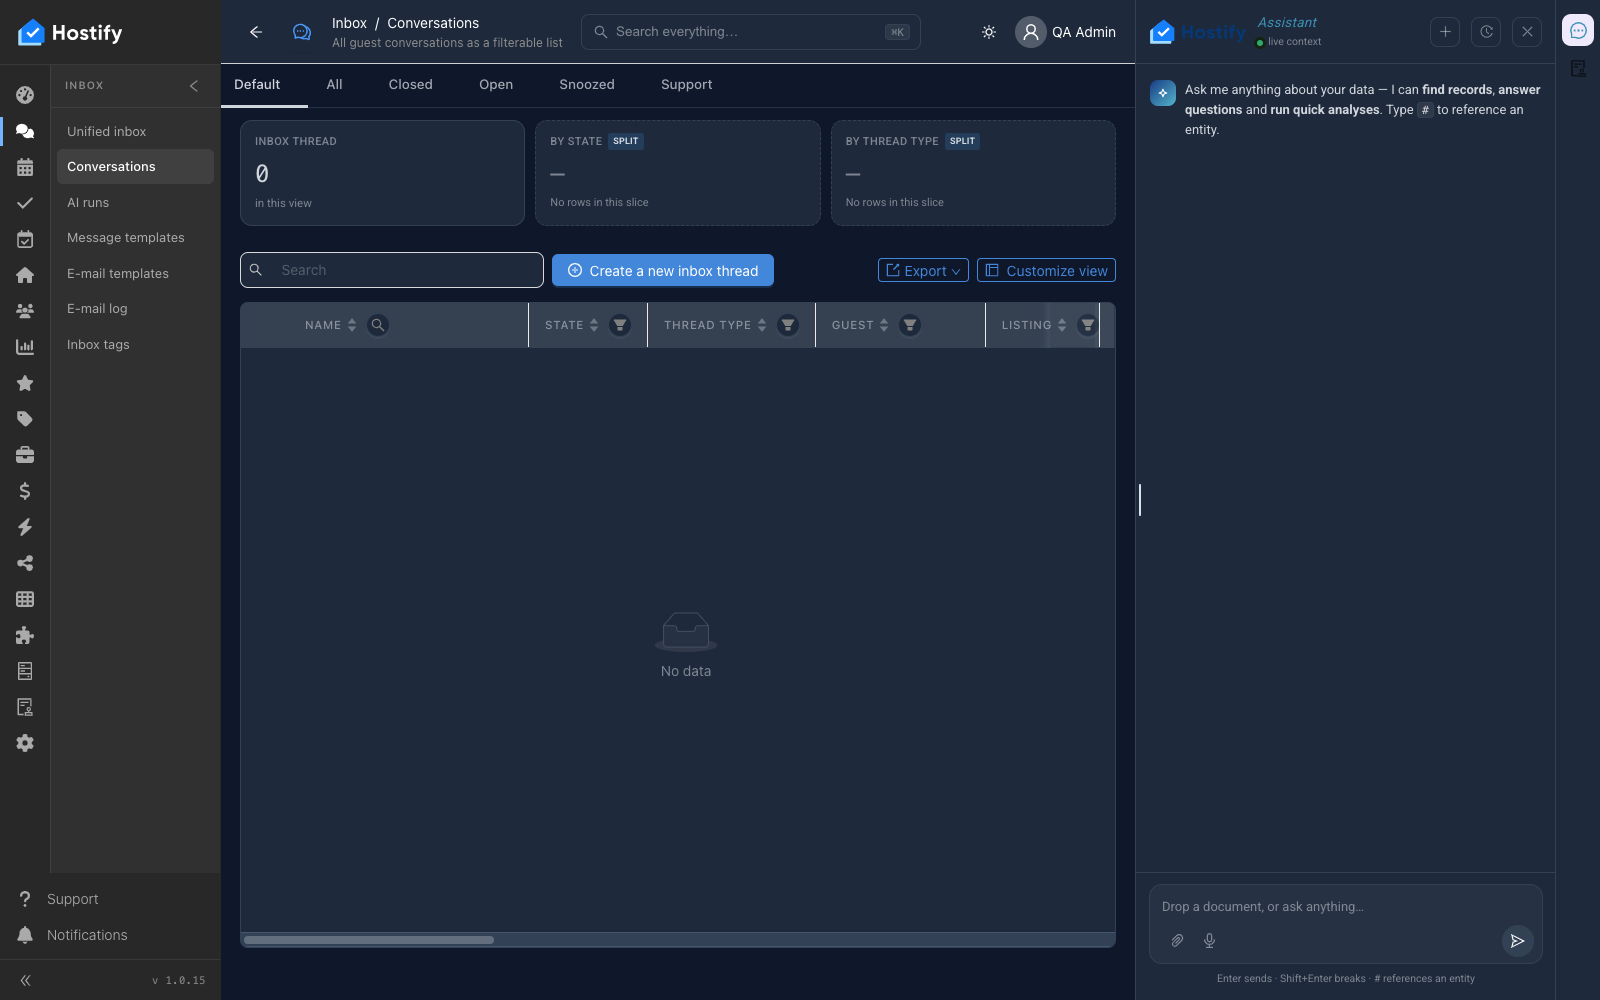 Hostify
INBOX
Unified inbox
Conversations
AI runs
Message templates
E-mail templates
E-mail log
Inbox tags
Support
Notifications
v 1.0.15
Inbox / Conversations
All guest conversations as a filterable list
Search everything...
⌘K
QA Admin
Default
All
Closed
Open
Snoozed
Support
INBOX THREAD
0
in this view
BY STATE SPLIT
—
No rows in this slice
BY THREAD TYPE SPLIT
—
No rows in this slice
Search
Create a new inbox thread
Export
Customize view
NAME
STATE
THREAD TYPE
GUEST
LISTING
No data
Hostify
Assistant
live context
Ask me anything about your data — I can find records, answer
questions and run quick analyses. Type # to reference an
entity.
Drop a document, or ask anything...
Enter sends · Shift+Enter breaks · # references an entity